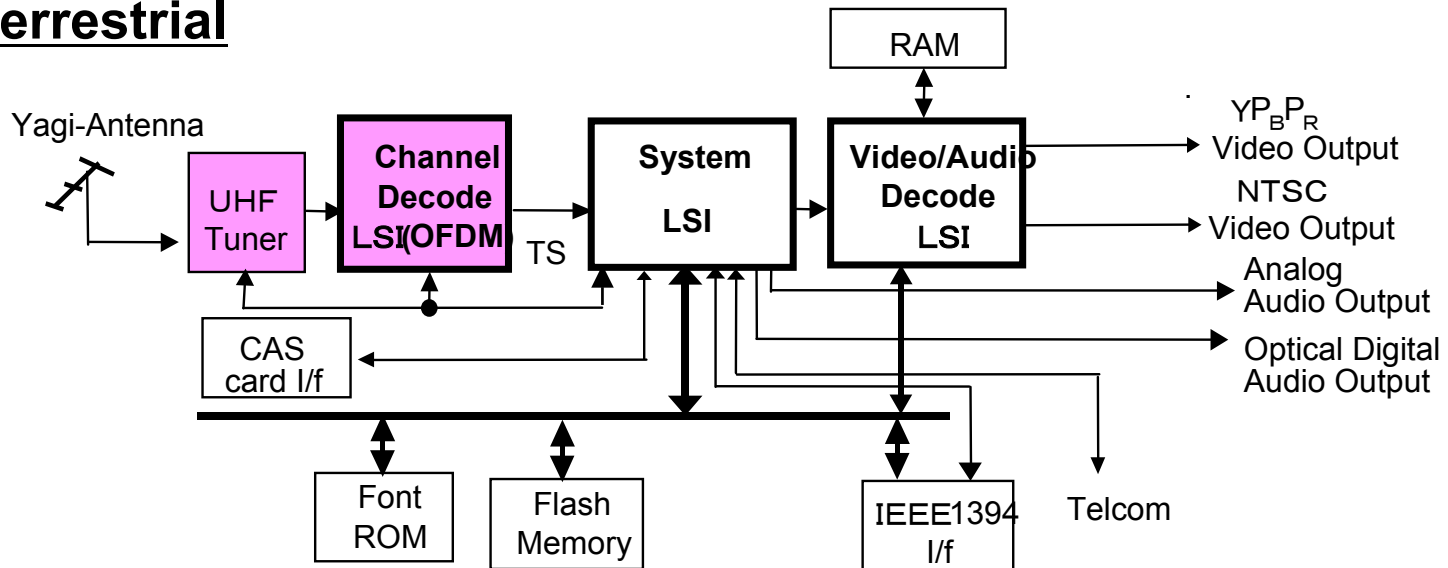 errestrial
RAM
Yagi-Antenna
UHF
Tuner
Channel
Decode
LSI(OFDM)
TS
System
LSI
Video/Audio
Decode
LSI
YPBPR
Video Output
NTSC
Video Output
Analog
Audio Output
Optical Digital
Audio Output
CAS
card I/f
Font
ROM
Flash
Memory
IEEE1394
I/f
Telcom